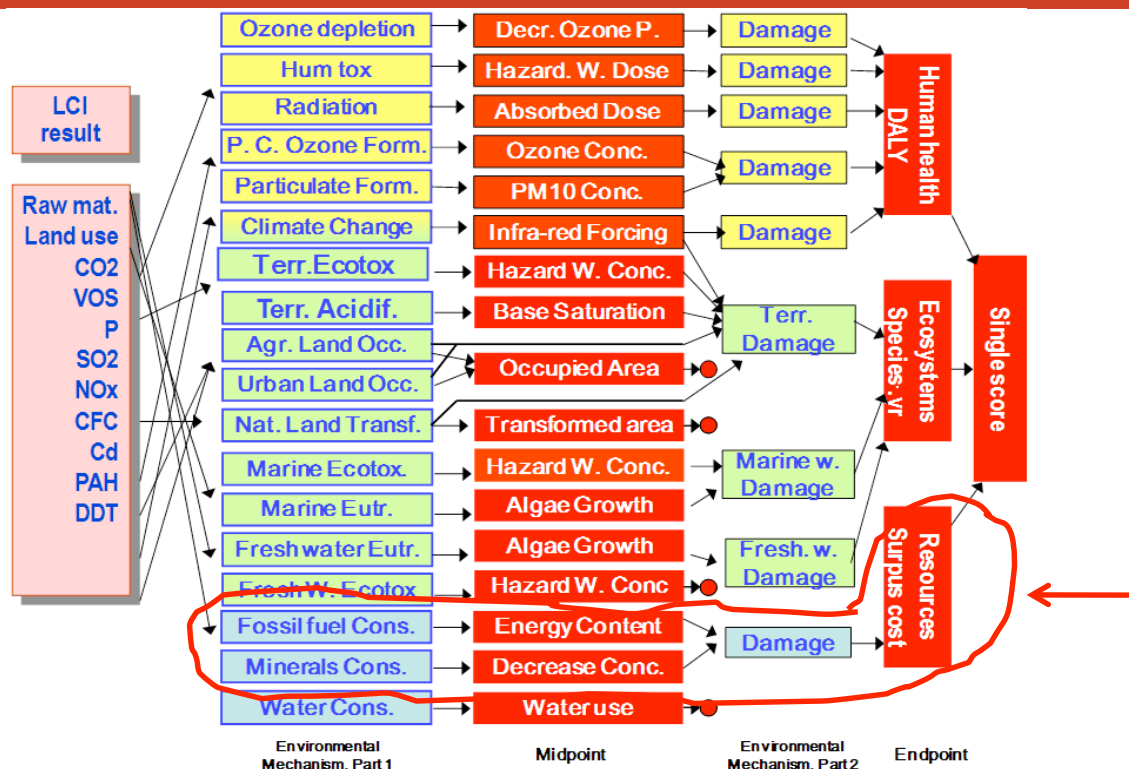 LCI
result
Raw mat.
Land use
CO2
VOS
P
SO2
NOx
CFC
Cd
PAH
DDT
Ozone depletion
Hum tox
Radiation
P. C. Ozone Form.
Particulate Form.
Climate Change
Terr.Ecotox
Terr. Acidif.
Agr. Land Occ.
Urban Land Occ.
Nat. Land Transf.
Marine Ecotox.
Marine Eutr.
Freshwater Eutr.
Fresh W. Ecotox
Fossil fuel Cons.
Minerals Cons.
Water Cons.
Environmental
Mechanism. Part 1
Decr. Ozone P.
Hazard. W. Dose
Absorbed Dose
Ozone Conc.
PM10 Conc.
Infra-red Forcing
Hazard W. Conc.
Base Saturation
Occupied Area
Transformed area
Hazard W. Conc.
Algae Growth
Algae Growth
Hazard W. Conc
Energy Content
Decrease Conc.
Water use
Midpoint
Damage
Damage
Damage
Damage
Damage
Terr.
Damage
Marine w.
Damage
Fresh. w.
Damage
Damage
Environmental
Mechanism. Part 2
Human health
DALY
Ecosystems
Species.yr
Resources
Surpus cost
Endpoint
Single score